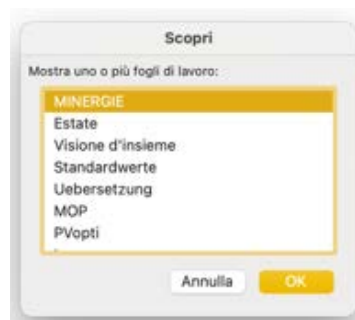 Scopri
Mostra uno o più fogli di lavoro:
MINERGIE
Estate
Visione d'insieme
Standardwerte
Uebersetzung
MOP
PVopti
Annulla
OK